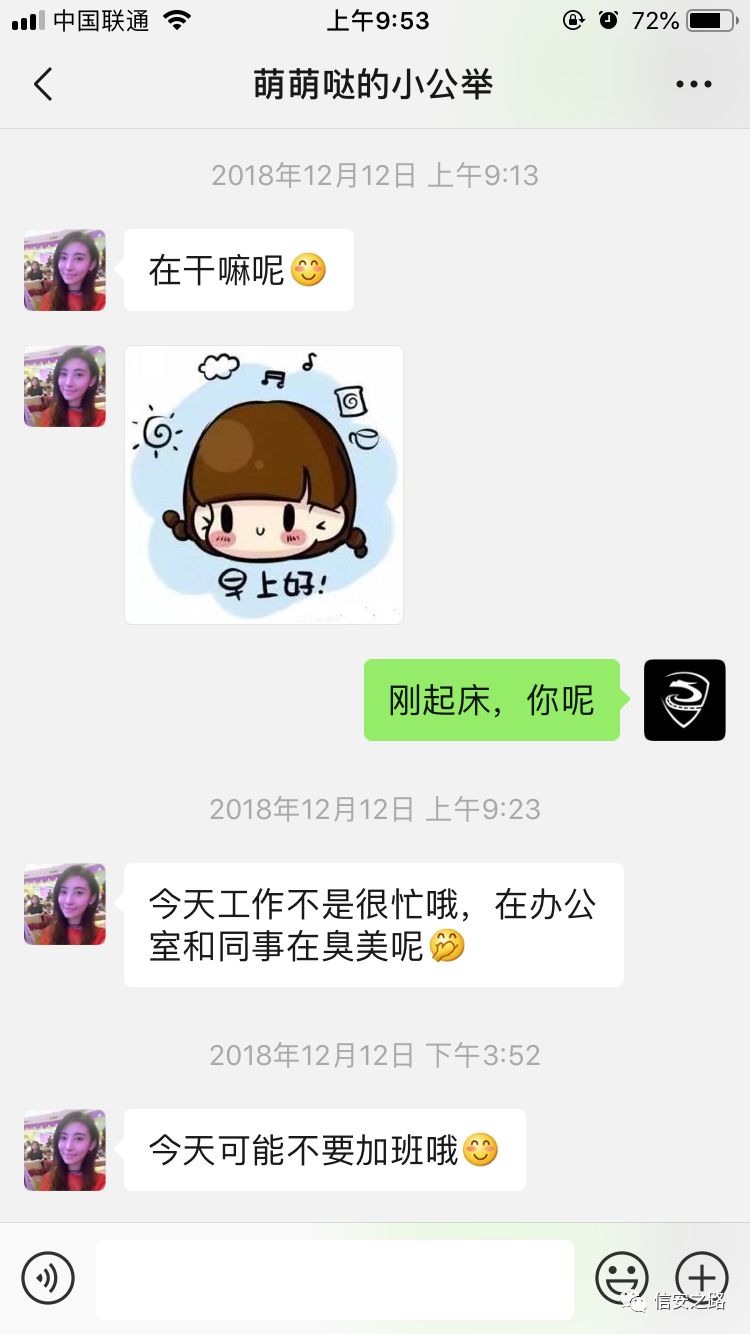 中国联通
上午9:53
72%
萌萌哒的小公举
2018年12月12日 上午9:13
在干嘛呢😊
早上好!
刚起床，你呢
2018年12月12日 上午9:23
今天工作不是很忙哦，在办公
室和同事在臭美呢🤭
2018年12月12日 下午3:52
今天可能不要加班哦😊
信安之路